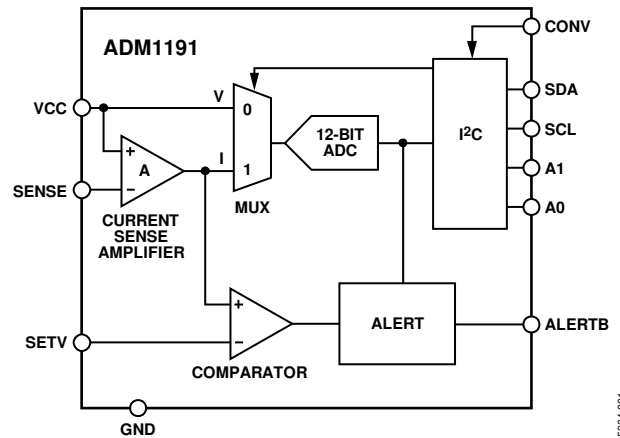 ADM1191
CONV
VCC
V
0
12-BIT
ADC
I²C
SDA
SCL
A1
A0
+
A
−
I
1
SENSE
MUX
CURRENT
SENSE
AMPLIFIER
+
−
SETV
ALERT
ALERTB
COMPARATOR
GND